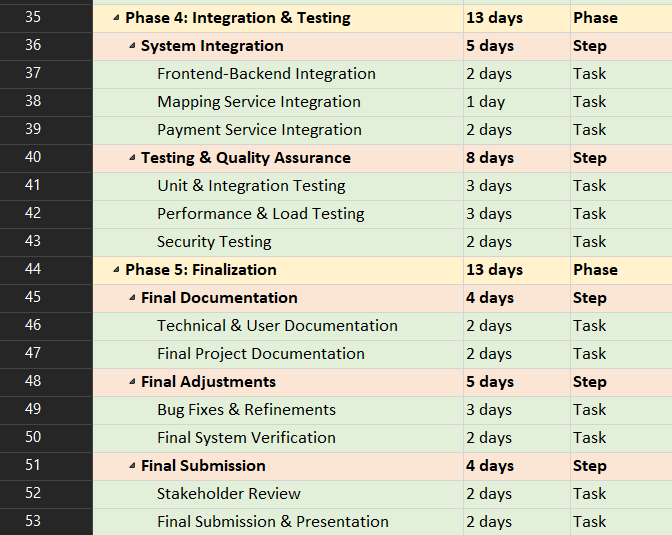 35 Phase 4: Integration & Testing 13 days Phase
36 System Integration 5 days Step
37 Frontend-Backend Integration 2 days Task
38 Mapping Service Integration 1 day Task
39 Payment Service Integration 2 days Task
40 Testing & Quality Assurance 8 days Step
41 Unit & Integration Testing 3 days Task
42 Performance & Load Testing 3 days Task
43 Security Testing 2 days Task
44 Phase 5: Finalization 13 days Phase
45 Final Documentation 4 days Step
46 Technical & User Documentation 2 days Task
47 Final Project Documentation 2 days Task
48 Final Adjustments 5 days Step
49 Bug Fixes & Refinements 3 days Task
50 Final System Verification 2 days Task
51 Final Submission 4 days Step
52 Stakeholder Review 2 days Task
53 Final Submission & Presentation 2 days Task